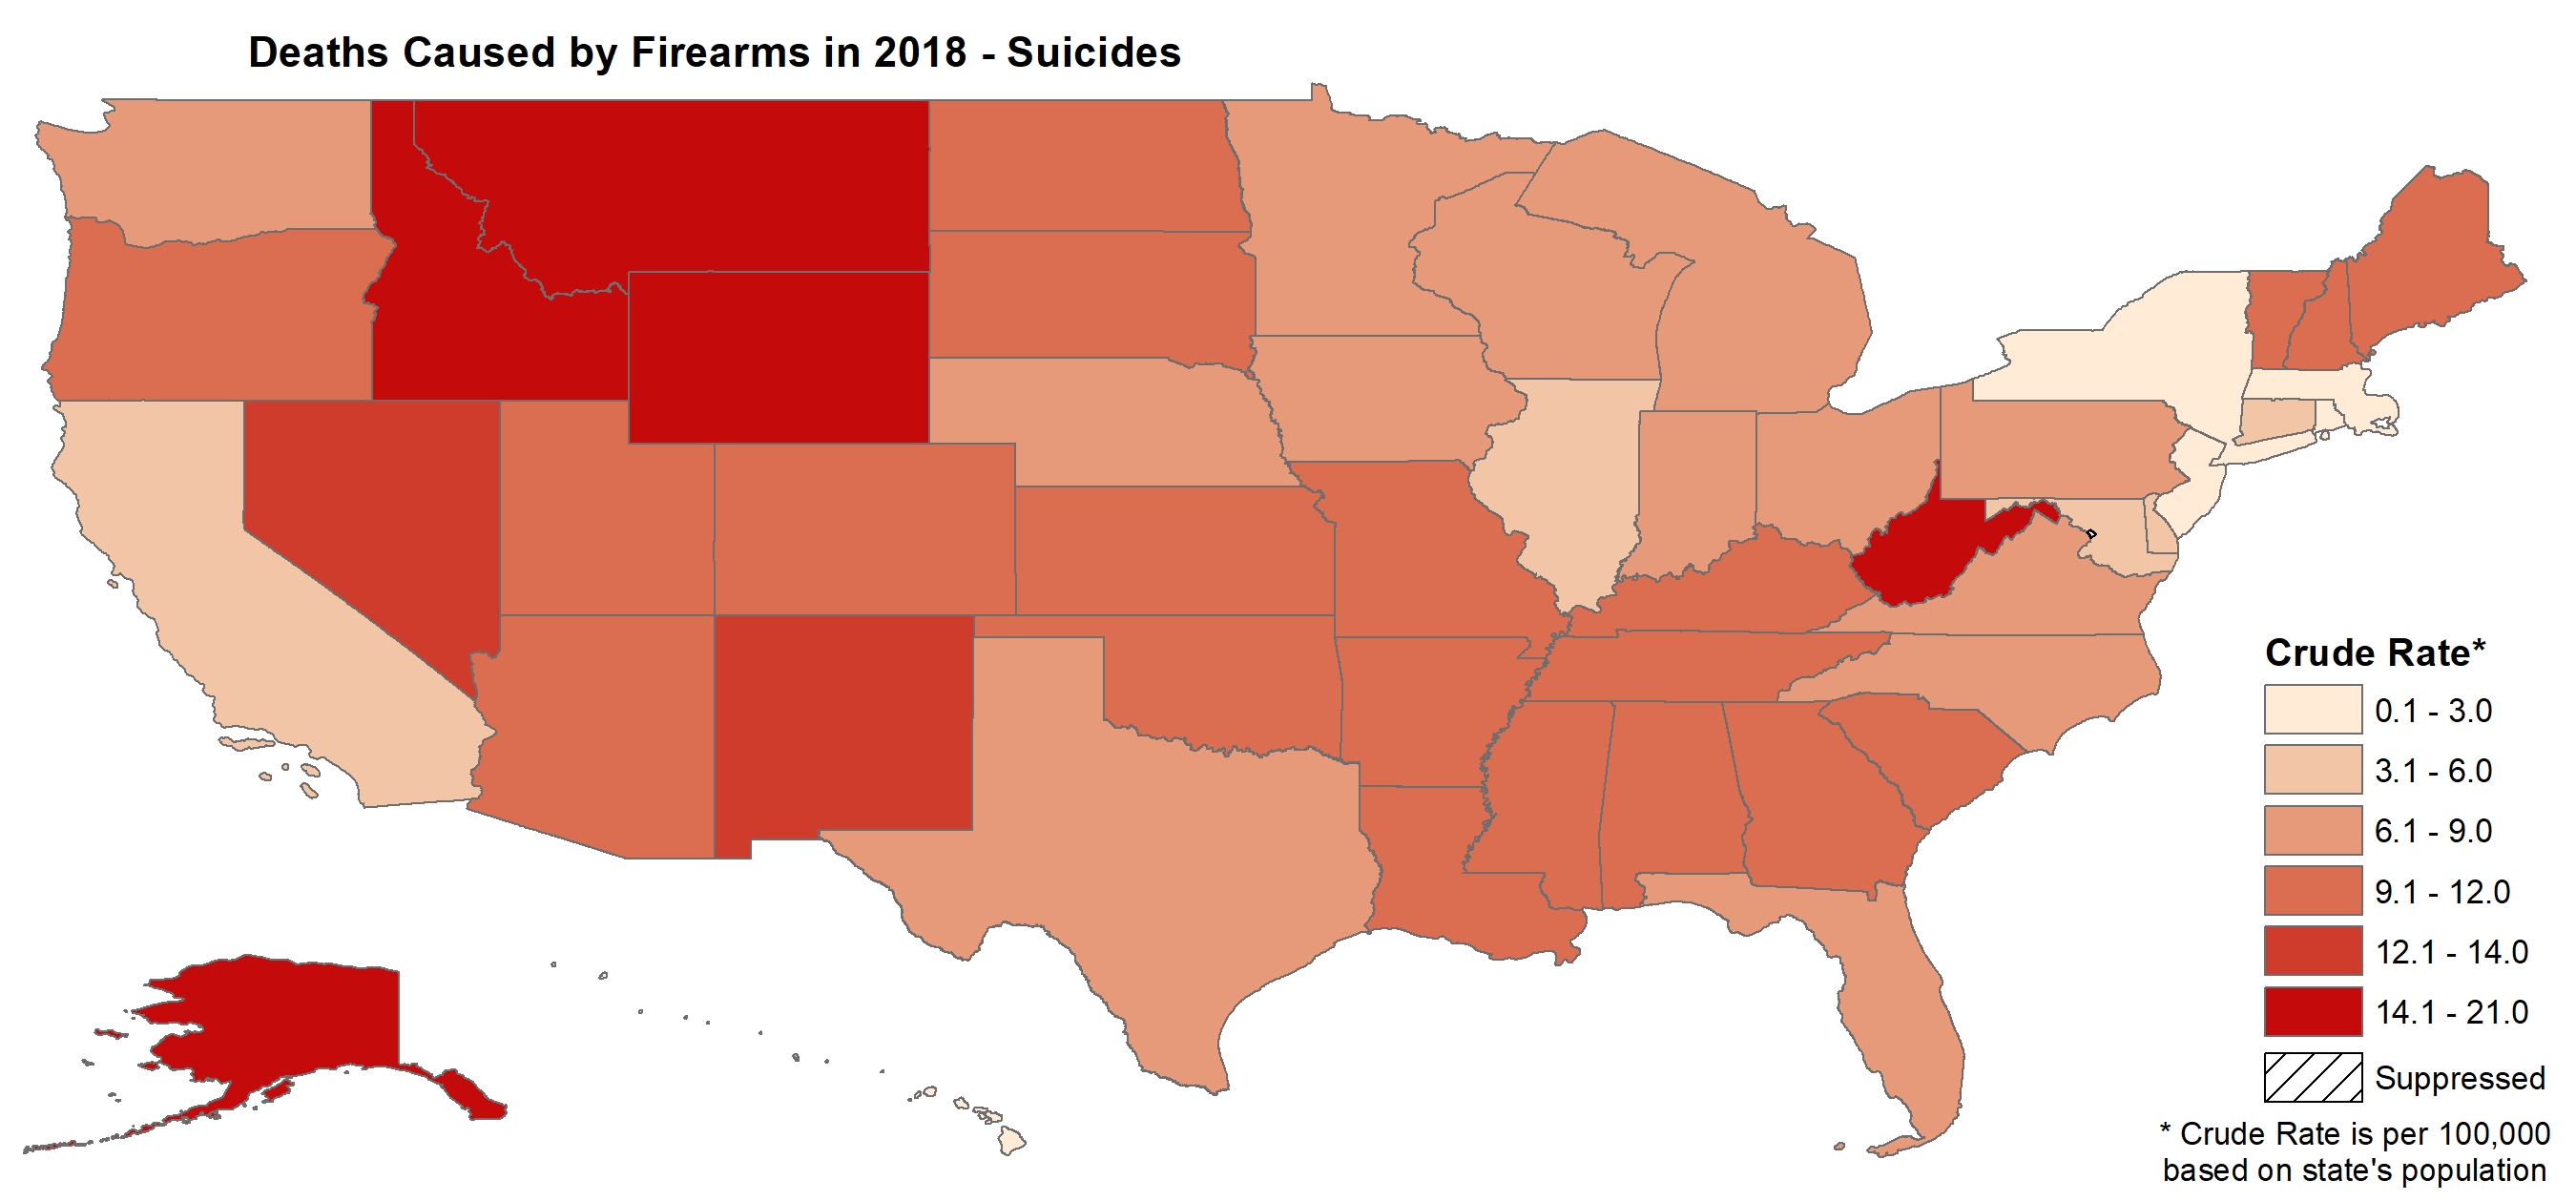 Deaths Caused by Firearms in 2018 - Suicides
Crude Rate*
0.1 - 3.0
3.1 - 6.0
6.1 - 9.0
9.1 - 12.0
12.1 - 14.0
14.1 - 21.0
Suppressed
* Crude Rate is per 100,000
based on state's population